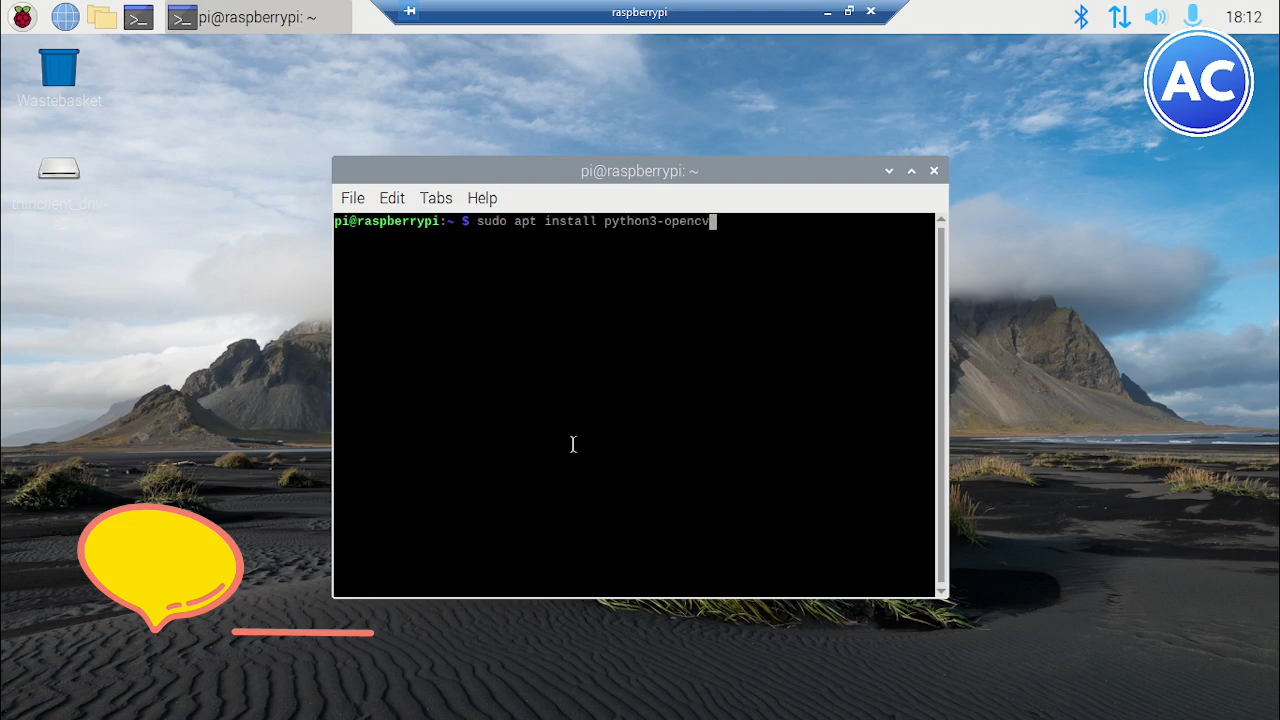 pi@raspberrypi: ~
raspberrypi
18:12
AC
Wastebasket
pi@raspberrypi: ~
File Edit Tabs Help
pi@raspberrypi:~ $ sudo apt install python3-opencv